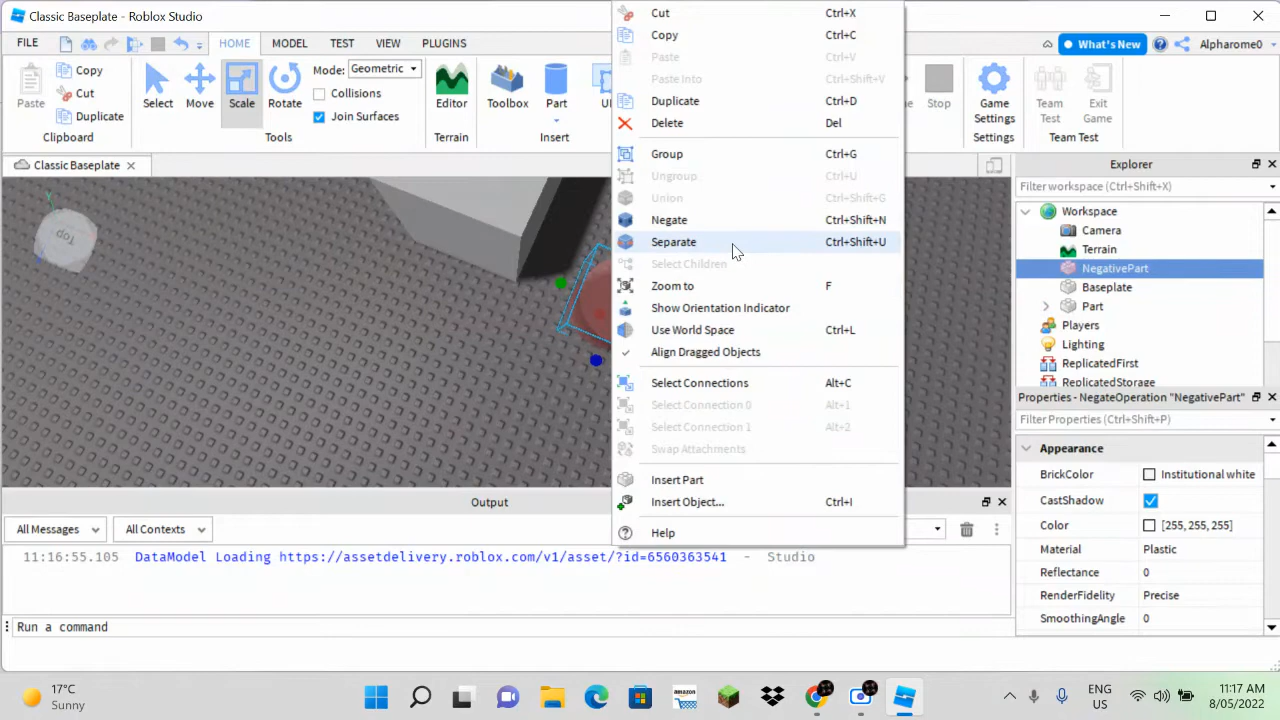 Classic Baseplate - Roblox Studio
FILE HOME MODEL TEST VIEW PLUGINS
What's New Alpharome0
Paste Copy
Cut
Duplicate
Clipboard
Select Move Scale Rotate
Mode: Geometric
Collisions
Join Surfaces
Tools
Editor
Terrain
Toolbox Part
Insert
Stop
Game Settings
Settings
Team Test
Exit Game
Team Test
Classic Baseplate
Top
Y
Cut Ctrl+X
Copy Ctrl+C
Paste Ctrl+V
Paste Into Ctrl+Shift+V
Duplicate Ctrl+D
Delete Del
Group Ctrl+G
Ungroup Ctrl+U
Union Ctrl+Shift+G
Negate Ctrl+Shift+N
Separate Ctrl+Shift+U
Select Children
Zoom to F
Show Orientation Indicator
Use World Space Ctrl+L
Align Dragged Objects
Select Connections Alt+C
Select Connection 0 Alt+1
Select Connection 1 Alt+2
Swap Attachments
Insert Part
Insert Object... Ctrl+I
Help
Explorer
Filter workspace (Ctrl+Shift+X)
Workspace
Camera
Terrain
NegativePart
Baseplate
Part
Players
Lighting
ReplicatedFirst
ReplicatedStorage
Properties - NegateOperation "NegativePart"
Filter Properties (Ctrl+Shift+P)
Appearance
BrickColor Institutional white
CastShadow
Color [255, 255, 255]
Material Plastic
Reflectance 0
RenderFidelity Precise
SmoothingAngle 0
Output
All Messages All Contexts
11:16:55.105 DataModel Loading https://assetdelivery.roblox.com/v1/asset/?id=6560363541 - Studio
Run a command
17°C
Sunny
amazon
ENG
US
11:17 AM
8/05/2022